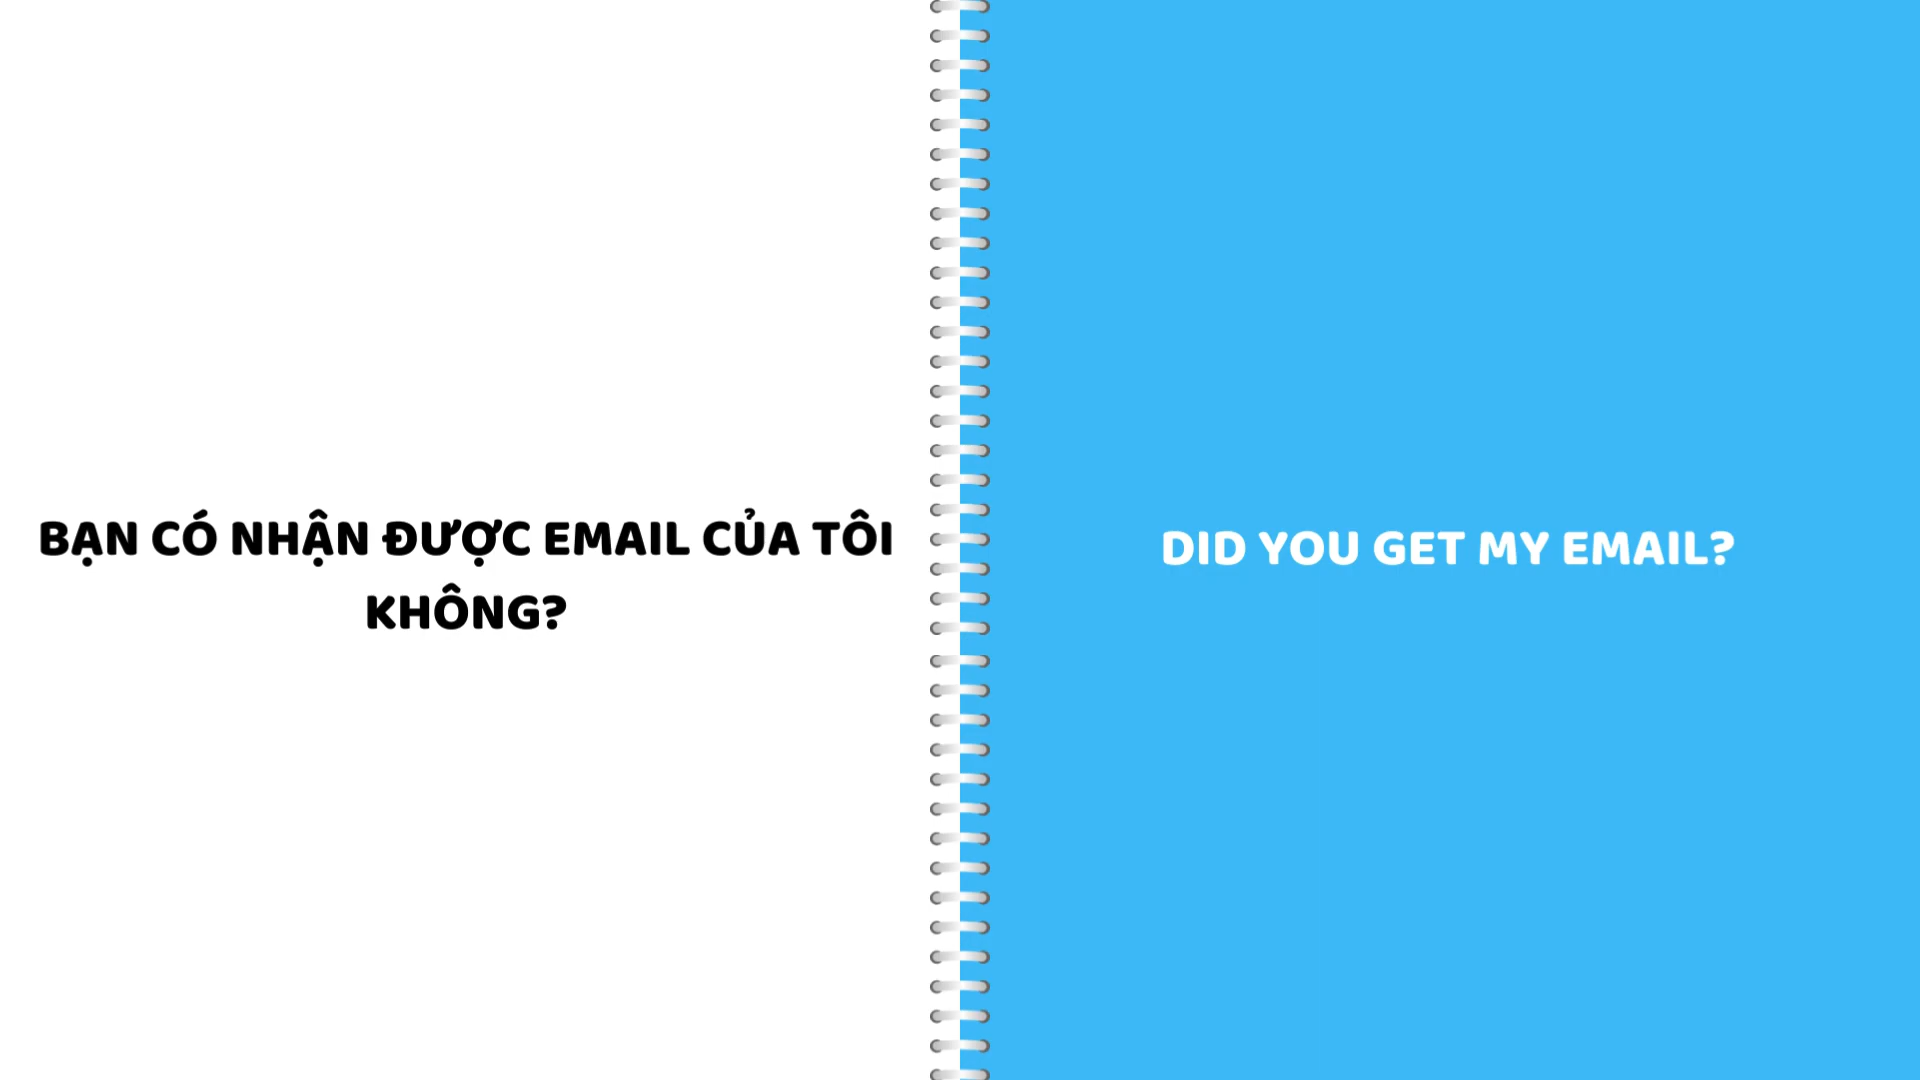 BẠN CÓ NHẬN ĐƯỢC EMAIL CỦA TÔI
KHÔNG?
DID YOU GET MY EMAIL?